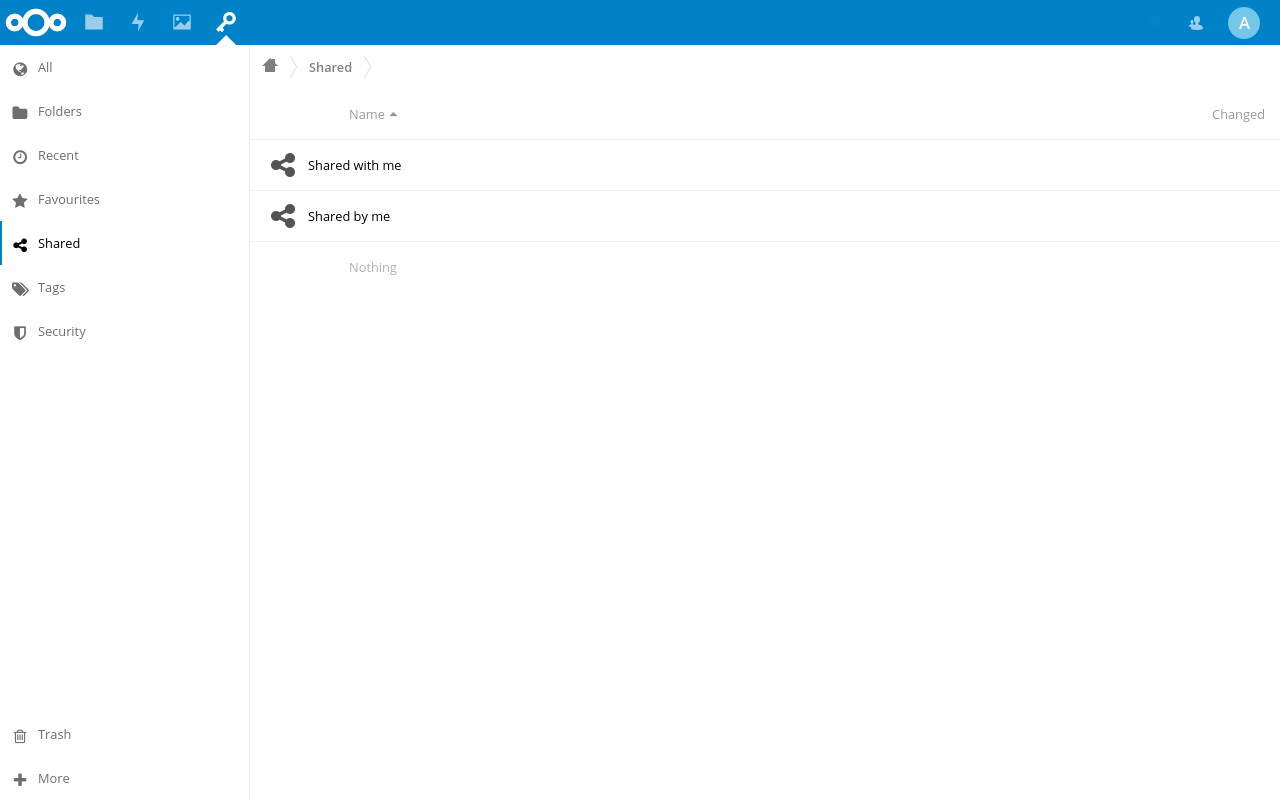 A
All
Folders
Recent
Favourites
Shared
Tags
Security
Trash
More
Shared
Name
Changed
Shared with me
Shared by me
Nothing